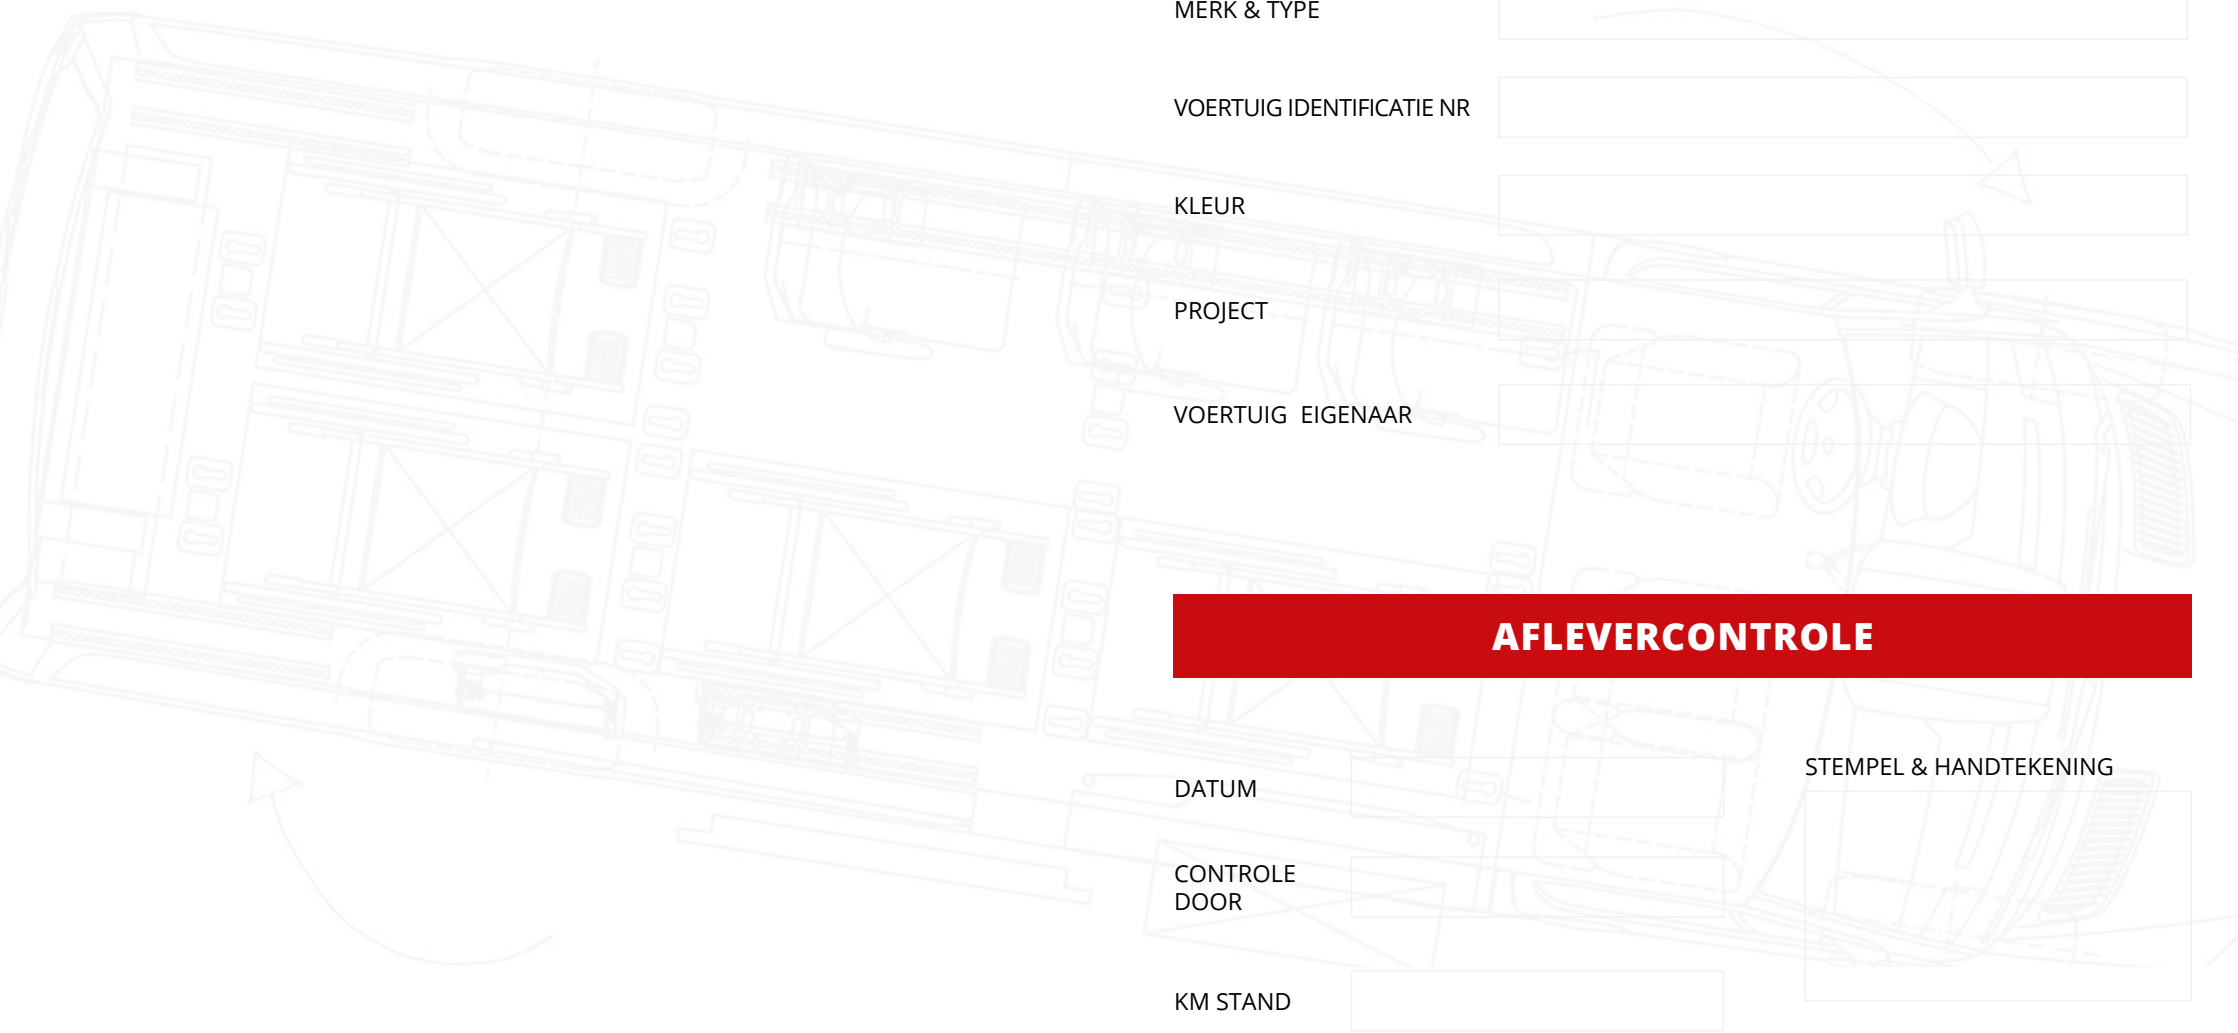 MERK & TYPE
VOERTUIG IDENTIFICATIE NR
KLEUR
PROJECT
VOERTUIG EIGENAAR
AFLEVERCONTROLE
STEMPEL & HANDTEKENING
DATUM
CONTROLE
DOOR
KM STAND